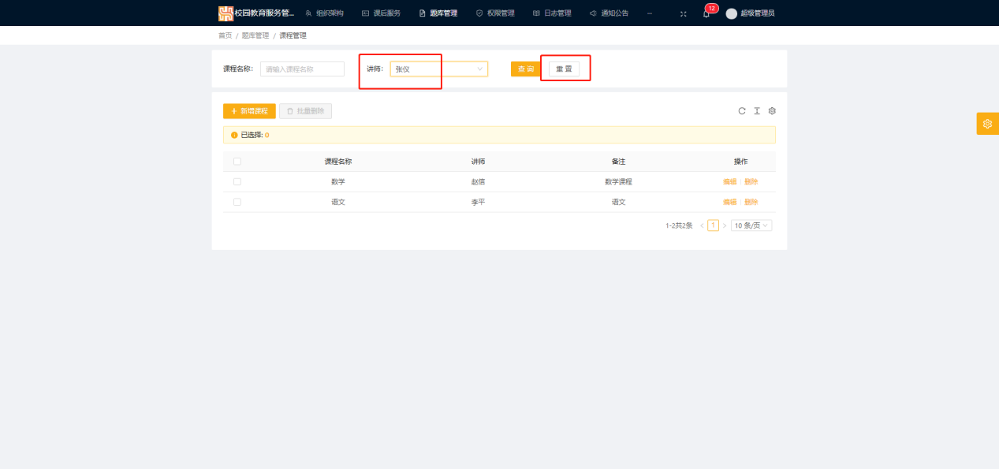 校园教育服务管... 组织架构 课后服务 题库管理 权限管理 日志管理 通知公告 ... 12 超级管理员
首页 / 题库管理 / 课程管理
课程名称: 请输入课程名称 讲师: 张仪 查 询 重 置
+ 新增课程 批量删除
已选择: 0
课程名称 讲师 备注 操作
数学 赵信 数学课程 编辑 | 删除
语文 李平 语文 编辑 | 删除
1-2共2条 < 1 > 10 条/页